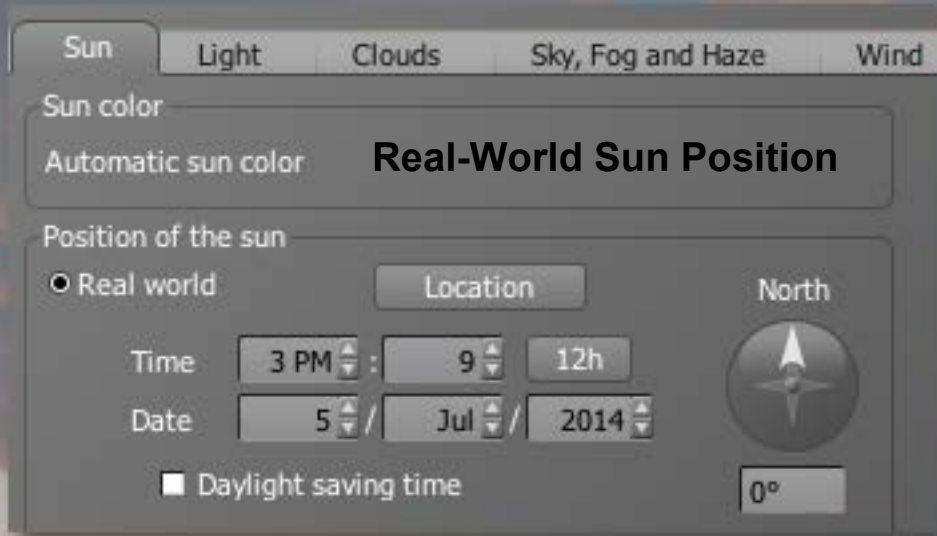 Sun Light Clouds Sky, Fog and Haze Wind
Sun color
Automatic sun color Real-World Sun Position
Position of the sun
Real world Location North
Time 3 PM : 9 12h
Date 5 / Jul / 2014
Daylight saving time 0°